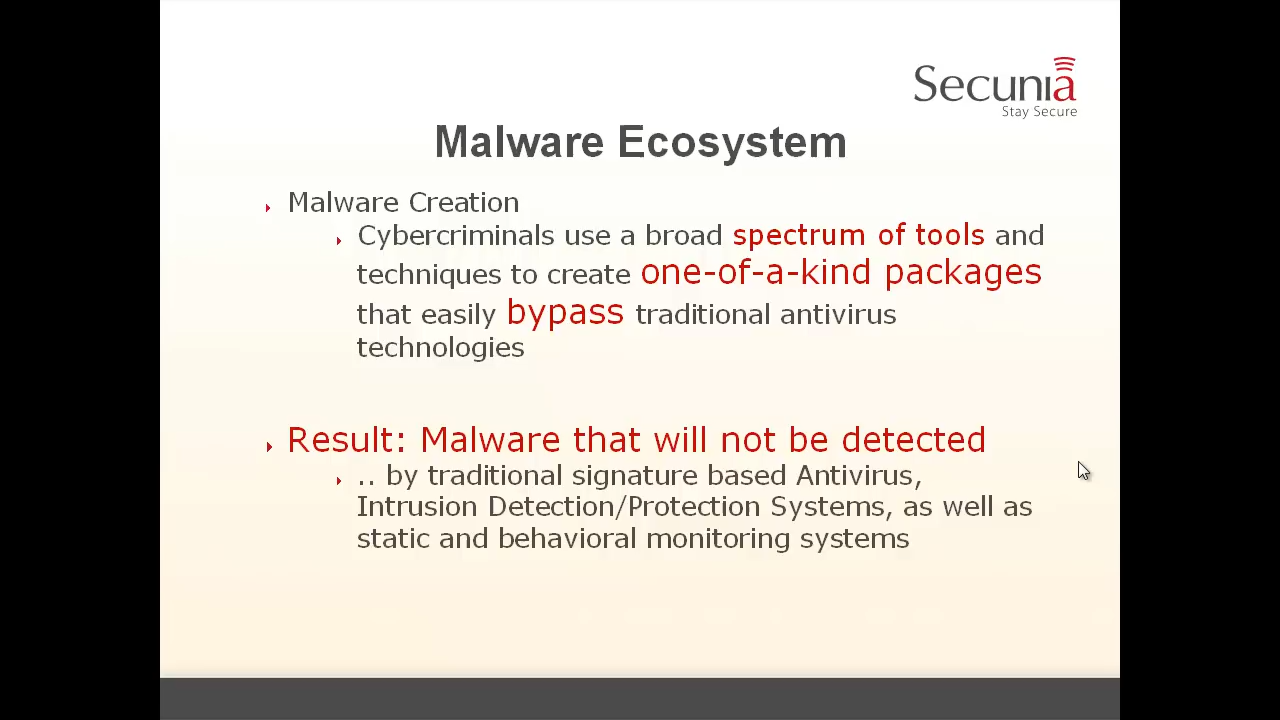 Secunia
Stay Secure
Malware Ecosystem
Malware Creation
Cybercriminals use a broad spectrum of tools and
techniques to create one-of-a-kind packages
that easily bypass traditional antivirus
technologies
Result: Malware that will not be detected
.. by traditional signature based Antivirus,
Intrusion Detection/Protection Systems, as well as
static and behavioral monitoring systems